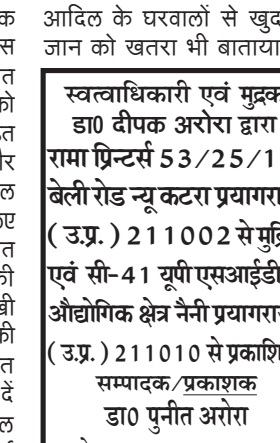 आदिल के घरवालों से खुद
जान को खतरा भी बताया
स्वत्वाधिकारी एवं मुद्रक
डा0 दीपक अरोरा द्वारा
रामा प्रिन्टर्स 53/25/1
बेली रोड न्यू कटरा प्रयागरा
( उ.प्र. ) 211002 से मुद्रि
एवं सी-41 यूपीएसआईडी
औद्योगिक क्षेत्र नैनी प्रयागरा
( उ.प्र. ) 211010 से प्रकाशि
सम्पादक/प्रकाशक
डा0 पुनीत अरोरा